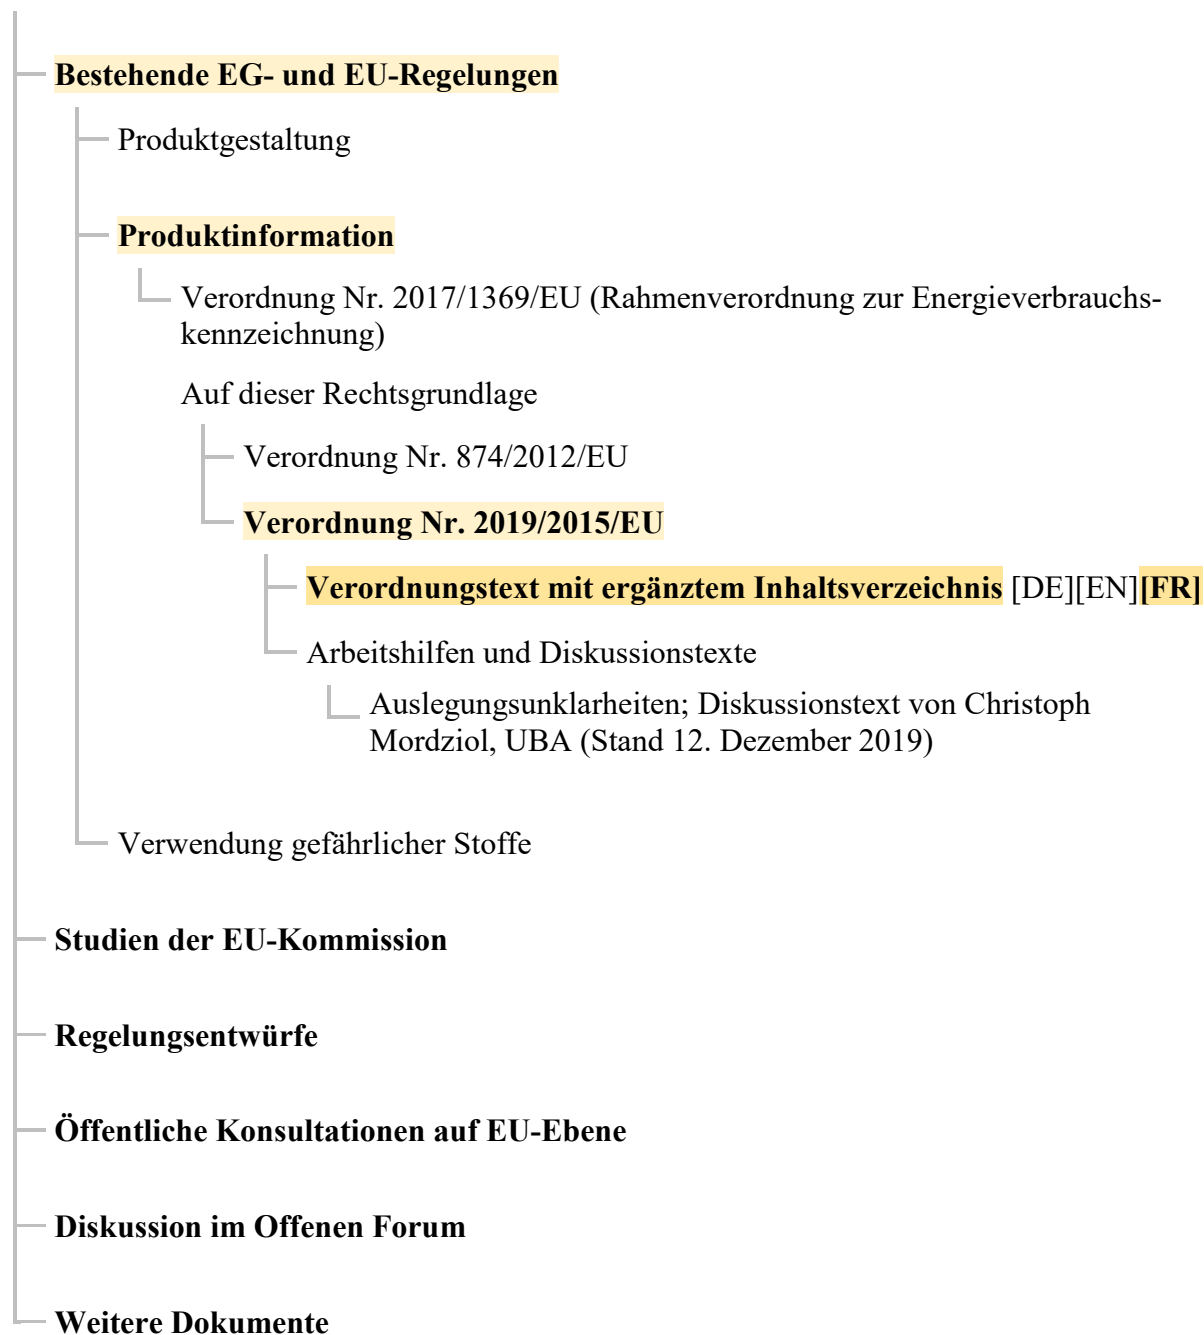 Bestehende EG- und EU-Regelungen
Produktgestaltung
Produktinformation
Verordnung Nr. 2017/1369/EU (Rahmenverordnung zur Energieverbrauchs-
kennzeichnung)
Auf dieser Rechtsgrundlage
Verordnung Nr. 874/2012/EU
Verordnung Nr. 2019/2015/EU
Verordnungstext mit ergänztem Inhaltsverzeichnis [DE][EN][FR]
Arbeitshilfen und Diskussionstexte
Auslegungsunklarheiten; Diskussionstext von Christoph
Mordziol, UBA (Stand 12. Dezember 2019)
Verwendung gefährlicher Stoffe
Studien der EU-Kommission
Regelungsentwürfe
Öffentliche Konsultationen auf EU-Ebene
Diskussion im Offenen Forum
Weitere Dokumente